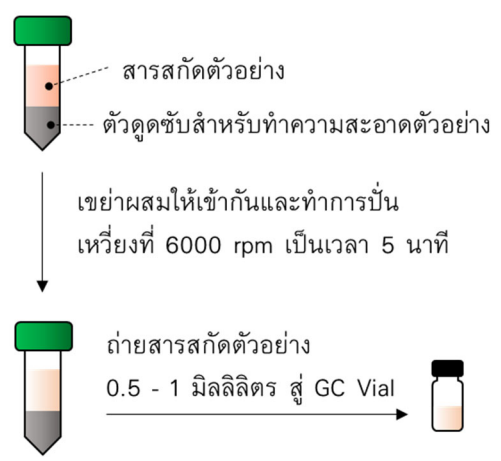 สารสกัดตัวอย่าง
ตัวดูดซับสำหรับทำความสะอาดตัวอย่าง
เขย่าผสมให้เข้ากันและทำการปั่น
เหวี่ยงที่ 6000 rpm เป็นเวลา 5 นาที
ถ่ายสารสกัดตัวอย่าง
0.5 - 1 มิลลิลิตร สู่ GC Vial